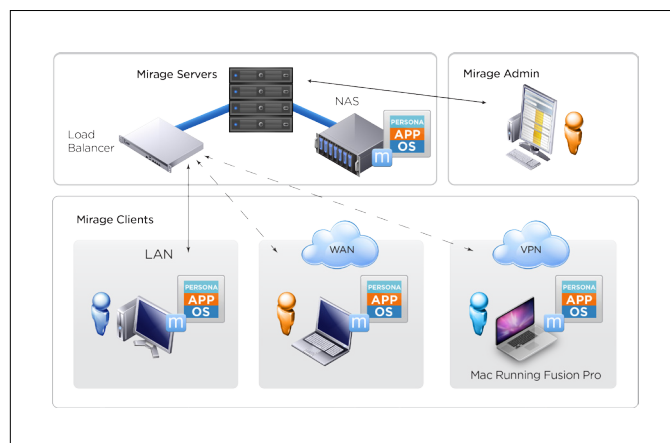 Mirage Servers
Mirage Admin
NAS
Load
Balancer
PERSONA
APP
OS
m
Mirage Clients
LAN
WAN
VPN
PERSONA
APP
OS
m
PERSONA
APP
OS
m
PERSONA
APP
OS
m
Mac Running Fusion Pro